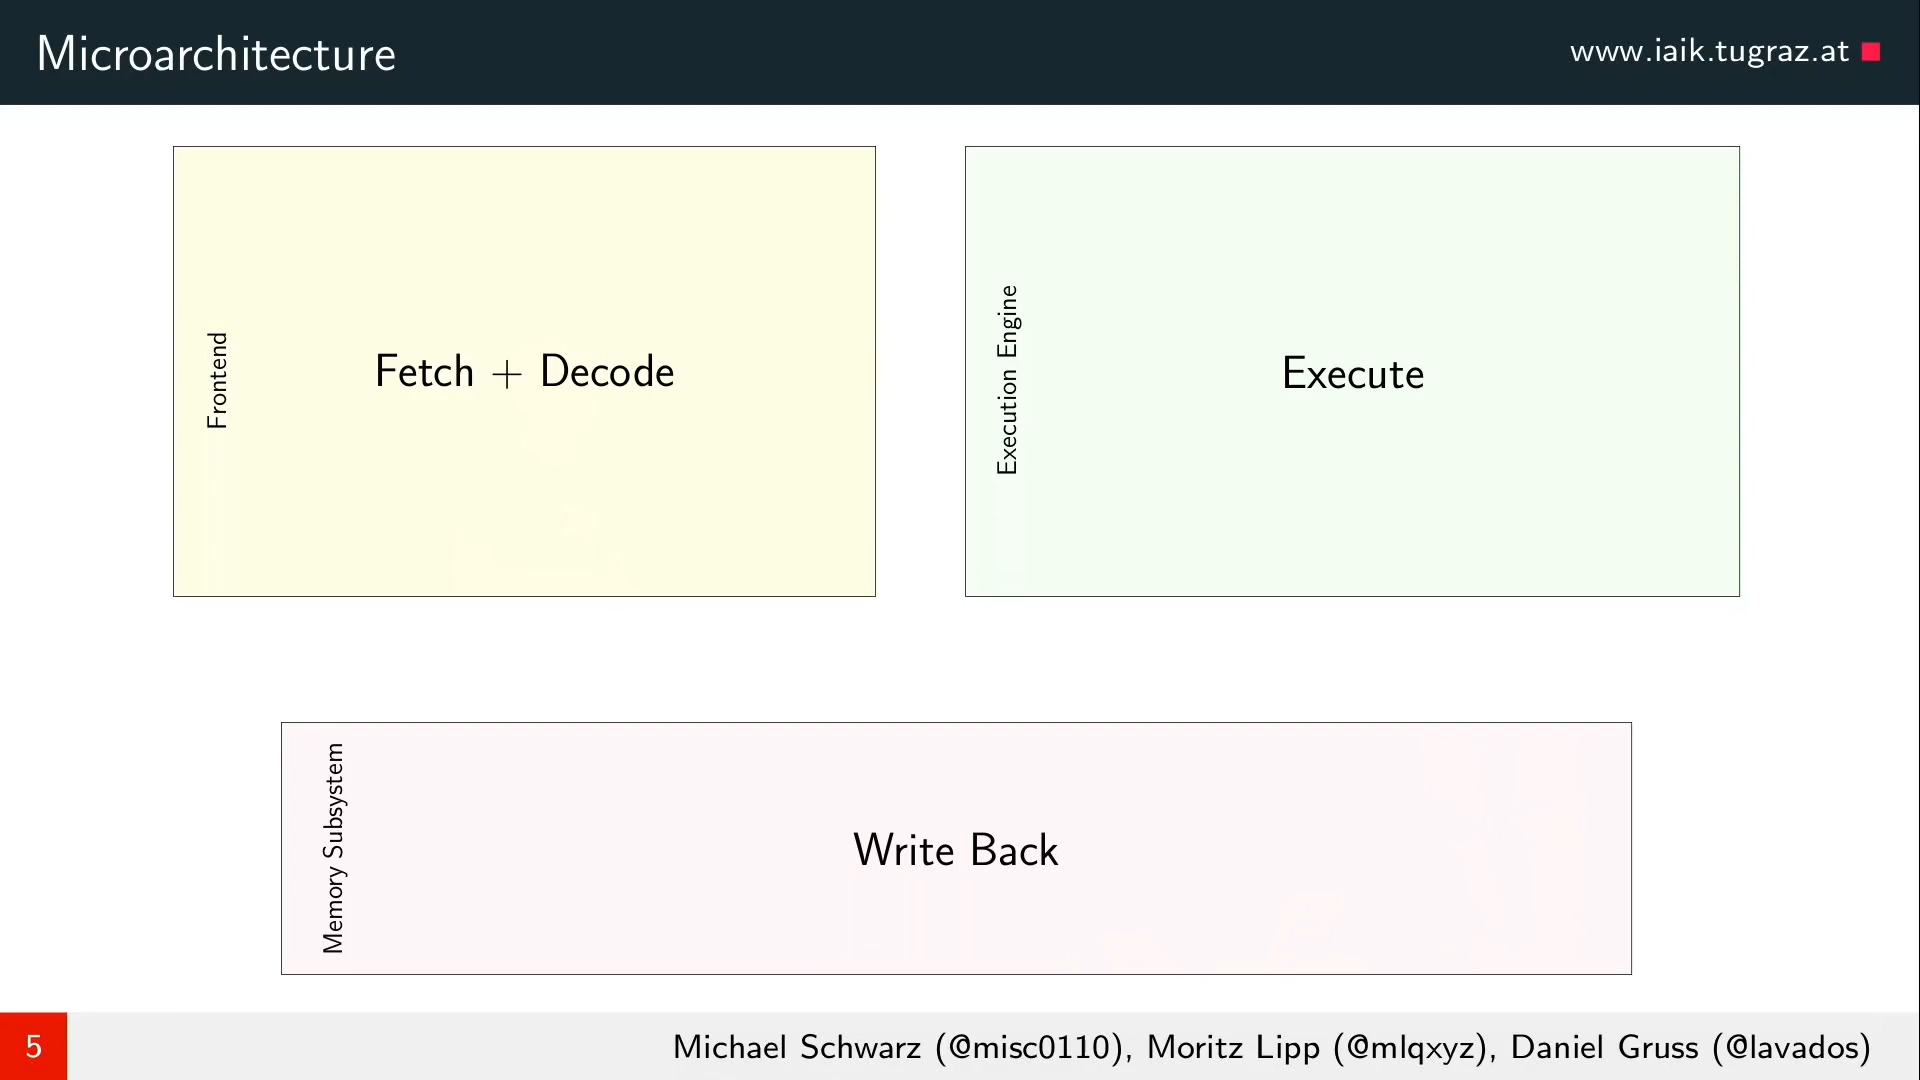 Microarchitecture
www.iaik.tugraz.at
Frontend
Fetch + Decode
Execution Engine
Execute
Memory Subsystem
Write Back
5
Michael Schwarz (@misc0110), Moritz Lipp (@mlqxyz), Daniel Gruss (@lavados)